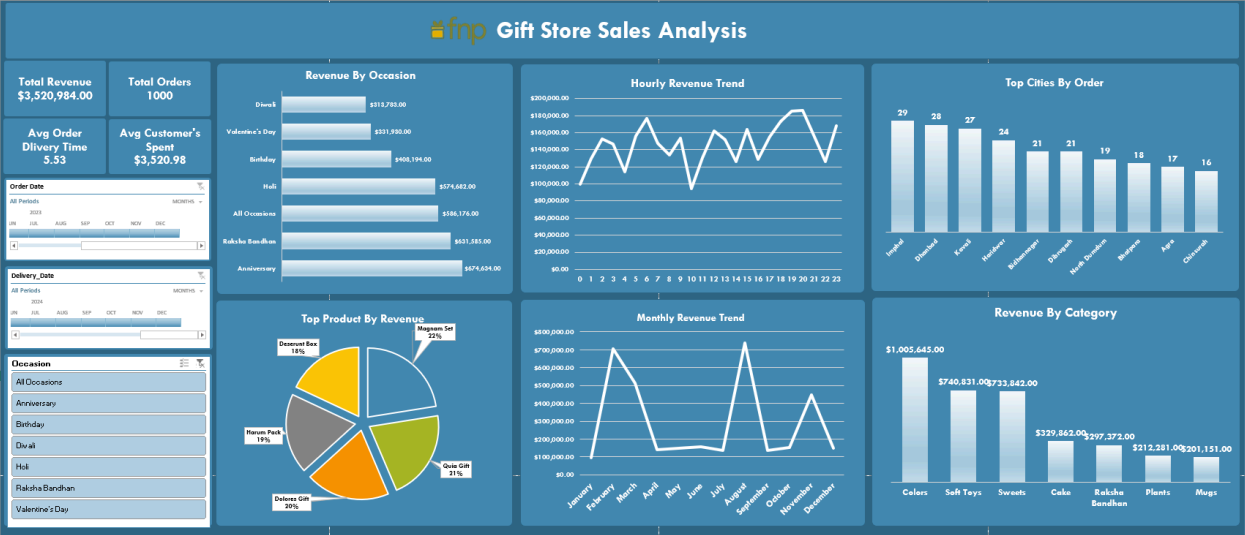 fnp Gift Store Sales Analysis
Total Revenue
$3,520,984.00
Total Orders
1000
Avg Order
Dlivery Time
5.53
Avg Customer's
Spent
$3,520.98
Order Date
All Periods
MONTHS
2023
UN JUL AUG SEP OCT NOV DEC
Delivery_Date
All Periods
MONTHS
2024
UN JUL AUG SEP OCT NOV DEC
Occasion
All Occasions
Anniversary
Birthday
Diwali
Holi
Raksha Bandhan
Valentine's Day
Revenue By Occasion
Diwali $313,783.00
Valentine's Day $331,930.00
Birthday $408,194.00
Holi $574,682.00
All Occasions $586,176.00
Raksha Bandhan $631,585.00
Anniversary $674,634.00
Top Product By Revenue
Magnam Set
22%
Deserunt Box
18%
Harum Pack
19%
Quia Gift
21%
Dolores Gift
20%
Hourly Revenue Trend
$200,000.00
$180,000.00
$160,000.00
$140,000.00
$120,000.00
$100,000.00
$80,000.00
$60,000.00
$40,000.00
$20,000.00
$0.00
0 1 2 3 4 5 6 7 8 9 10 11 12 13 14 15 16 17 18 19 20 21 22 23
Monthly Revenue Trend
$800,000.00
$700,000.00
$600,000.00
$500,000.00
$400,000.00
$300,000.00
$200,000.00
$100,000.00
$0.00
January February March April May June July August September October November December
Top Cities By Order
29 28 27 24 21 21 19 18 17 16
Imphal Dhanbad Kavali Haridwar Bidhannagar Dibrugarh North Dumdum Bhatpara Agra Chinsurah
Revenue By Category
$1,005,645.00
$740,831.00
$733,842.00
$329,862.00
$297,372.00
$212,281.00
$201,151.00
Colors Soft Toys Sweets Cake Raksha Bandhan Plants Mugs